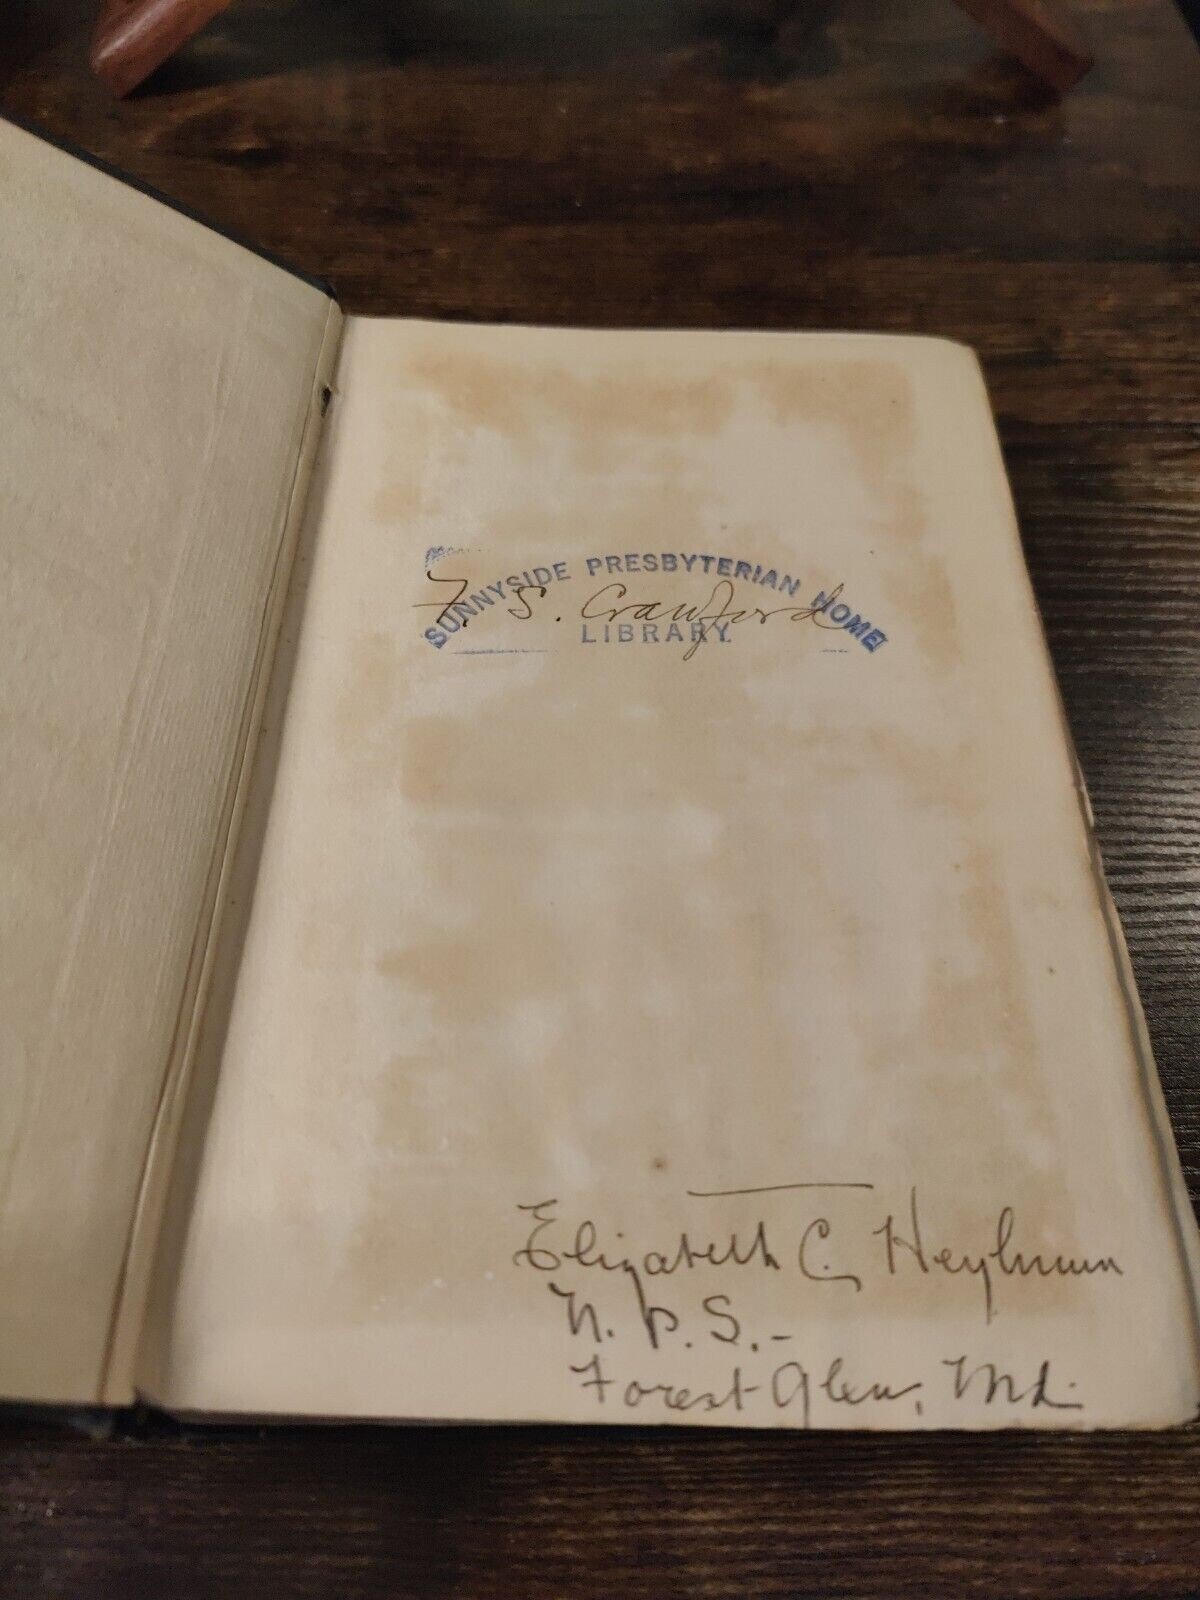 SUNNYSIDE PRESBYTERIAN HOME
F. S. Crawford
LIBRARY
Elizabeth C. Heylmun
N. P. S. -
Forest Glen, Md.